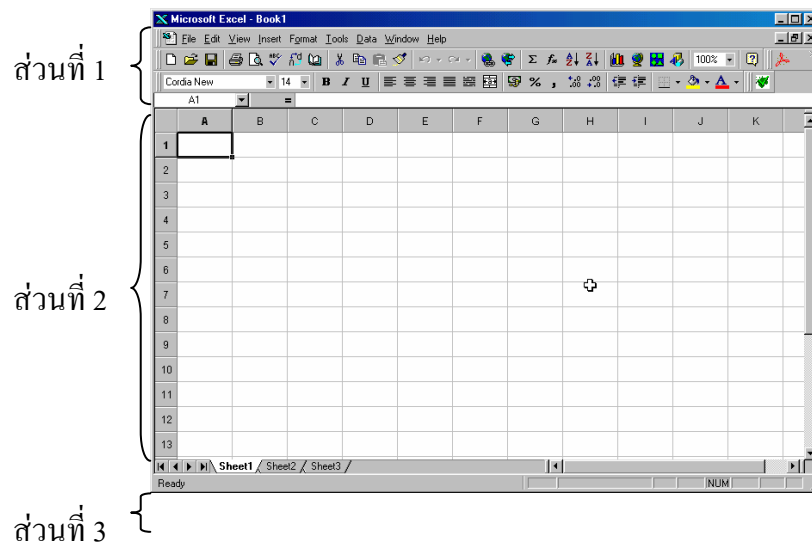 Microsoft Excel - Book1
File Edit View Insert Format Tools Data Window Help
ส่วนที่ 1
100%
Cordia New 14 B I U % ,
A1 =
A B C D E F G H I J K
1
2
3
4
5
6
ส่วนที่ 2
7
8
9
10
11
12
13
Sheet1 Sheet2 Sheet3
Ready NUM
ส่วนที่ 3